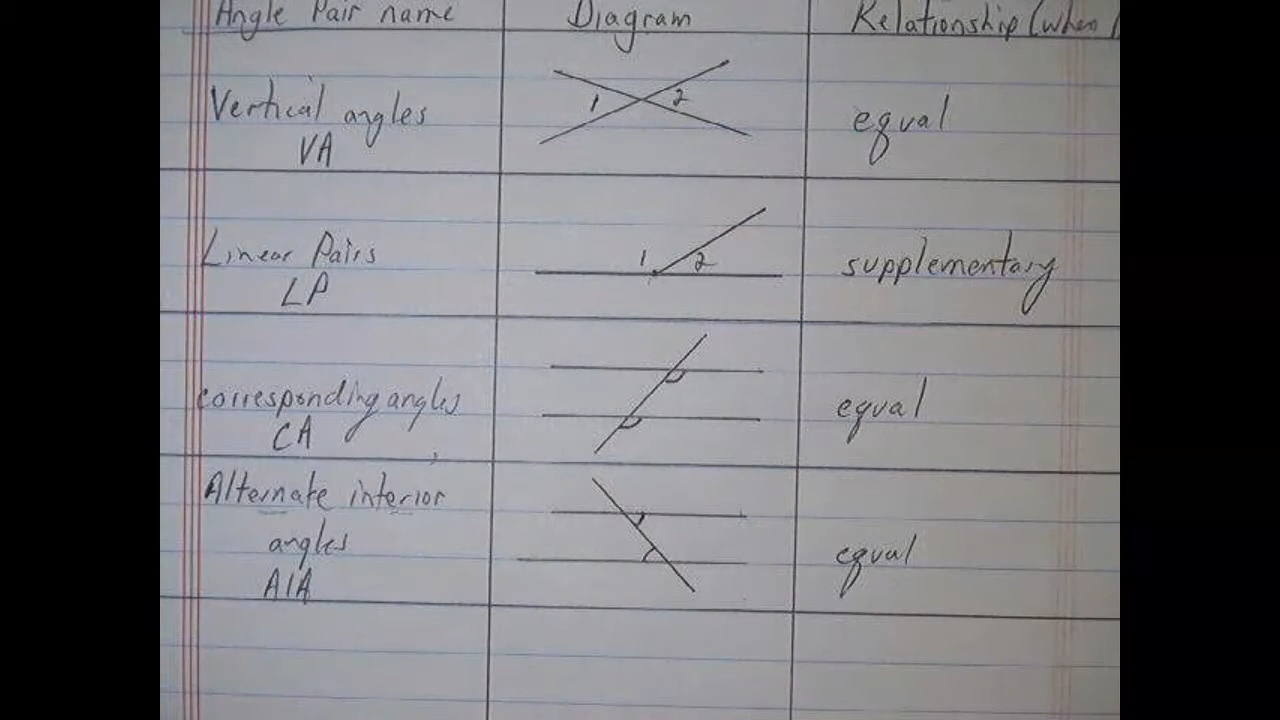 Angle Pair name Diagram Relationship (when
Vertical angles 1 2 equal
VA
Linear Pairs 1 2 supplementary
LP
corresponding angles equal
CA
Alternate interior
angles equal
AIA